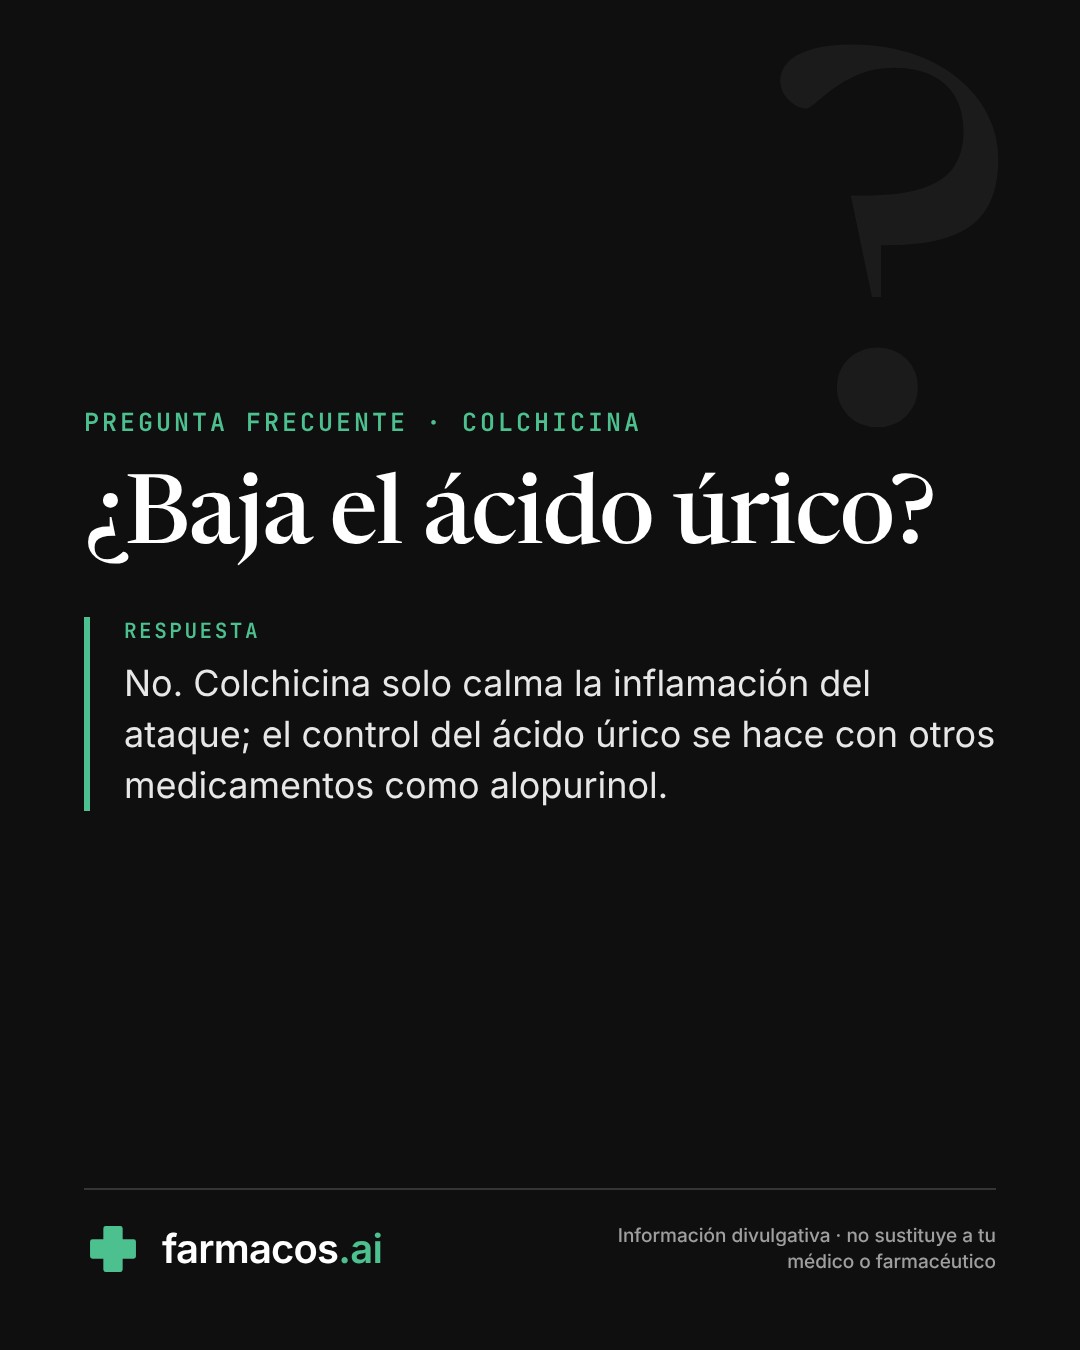 ?
PREGUNTA FRECUENTE · COLCHICINA
¿Baja el ácido úrico?
RESPUESTA
No. Colchicina solo calma la inflamación del
ataque; el control del ácido úrico se hace con otros
medicamentos como alopurinol.
farmacos.ai
Información divulgativa · no sustituye a tu
médico o farmacéutico